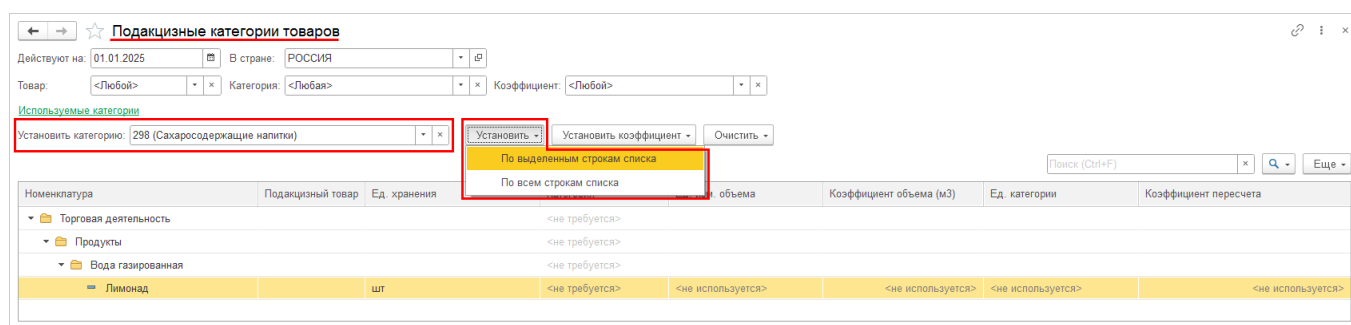 Подакцизные категории товаров
Действуют на: 01.01.2025 В стране: РОССИЯ
Товар: <Любой> Категория: <Любая> Коэффициент: <Любой>
Используемые категории
Установить категорию: 298 (Сахаросодержащие напитки) Установить Установить коэффициент Очистить
По выделенным строкам списка
Поиск (Ctrl+F) Еще
По всем строкам списка
Номенклатура Подакцизный товар Ед. хранения объема Коэффициент объема (м3) Ед. категории Коэффициент пересчета
Торговая деятельность <не требуется>
Продукты <не требуется>
Вода газированная <не требуется>
Лимонад шт <не требуется> <не используется> <не используется> <не используется> <не используется>